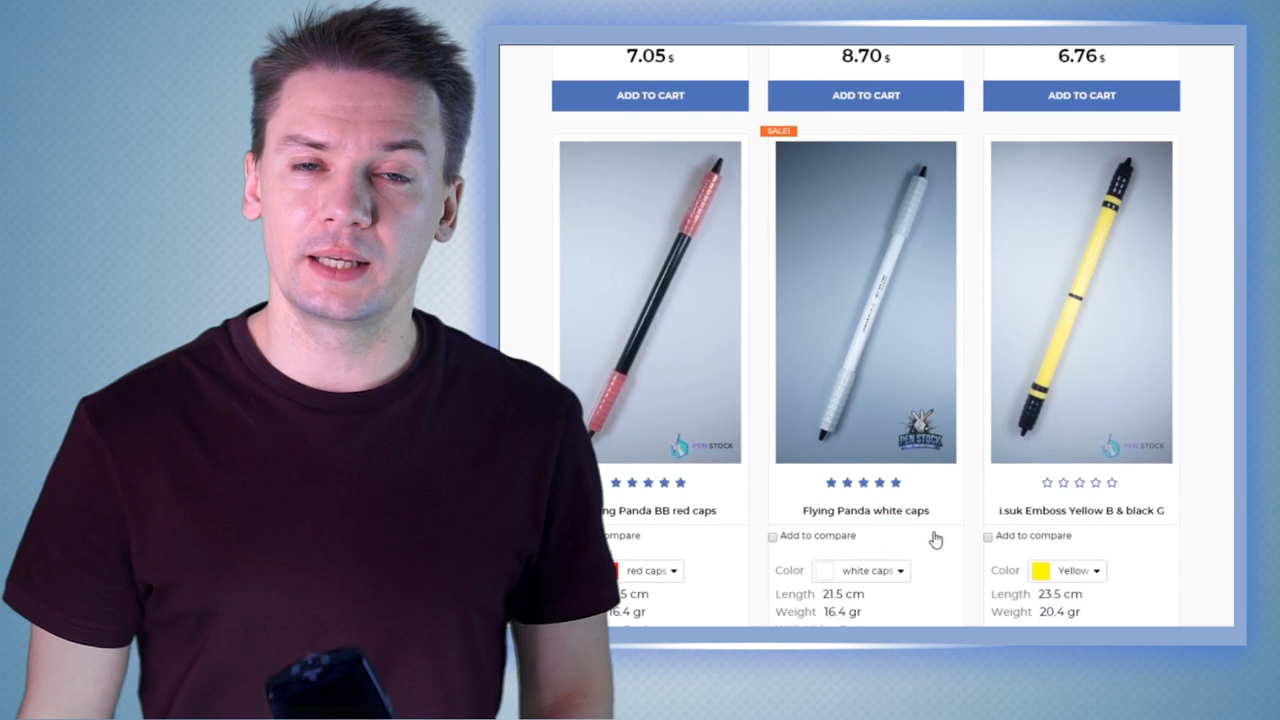 7.05 $
8.70 $
6.76 $
ADD TO CART
ADD TO CART
ADD TO CART
SALE!
PEN STOCK
PEN STOCK
PEN STOCK
ng Panda BB red caps
Flying Panda white caps
i.suk Emboss Yellow B & black G
ompare
Add to compare
Add to compare
red caps
Color white caps
Color Yellow
5 cm
Length 21.5 cm
Length 23.5 cm
16.4 gr
Weight 16.4 gr
Weight 20.4 gr